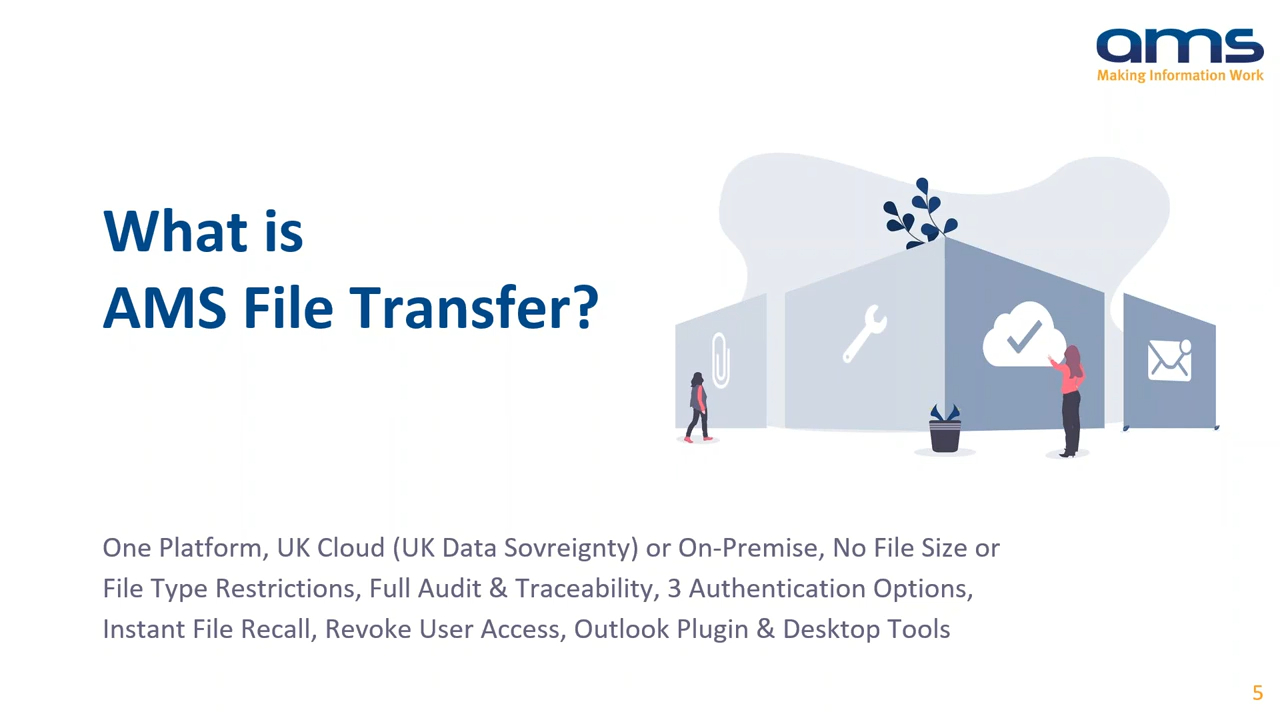 ams
Making Information Work
What is
AMS File Transfer?
One Platform, UK Cloud (UK Data Sovreignty) or On-Premise, No File Size or
File Type Restrictions, Full Audit & Traceability, 3 Authentication Options,
Instant File Recall, Revoke User Access, Outlook Plugin & Desktop Tools
5